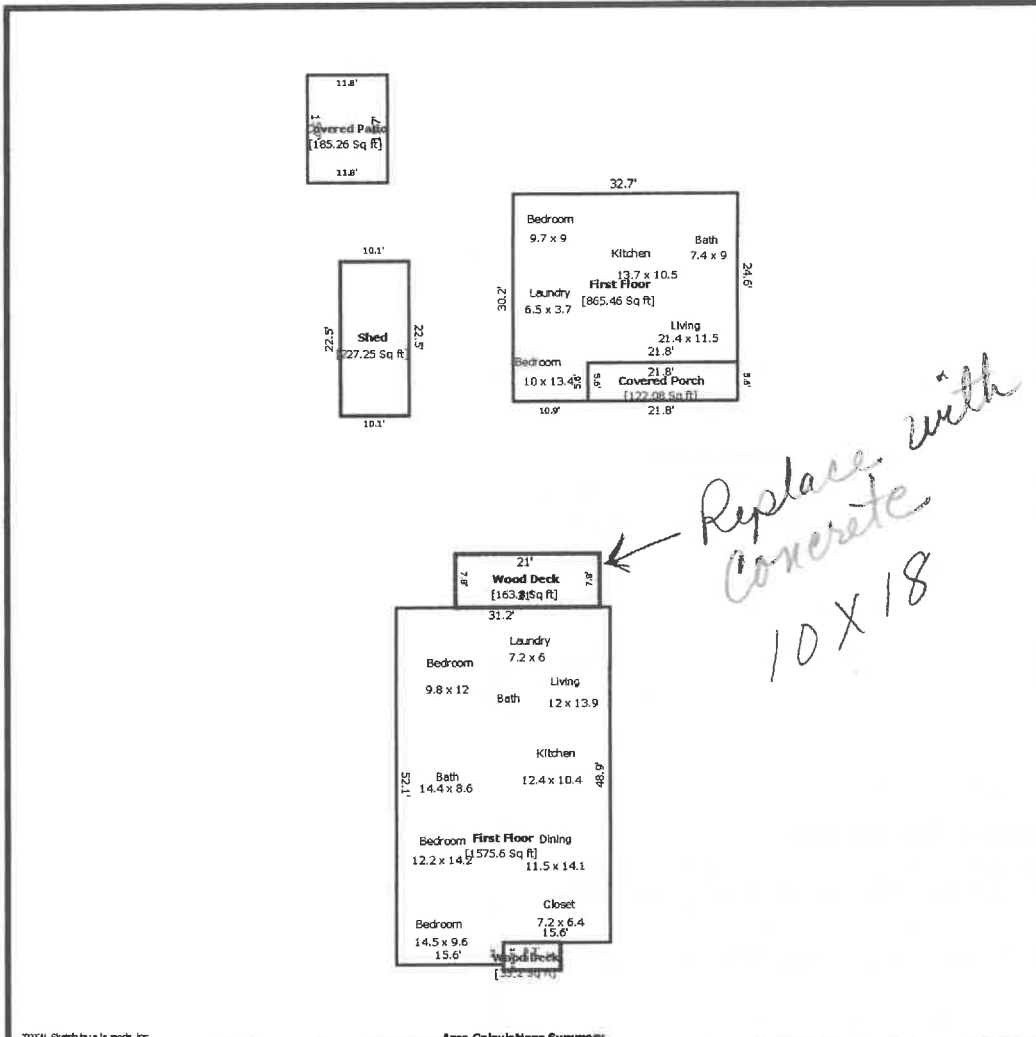 11.8'
Covered Patio
[185.26 Sq ft]
11.8'
32.7'
Bedroom
9.7 x 9
Kitchen
13.7 x 10.5
Bath
7.4 x 9
30.2'
24.6'
First Floor
[865.46 Sq ft]
Laundry
6.5 x 3.7
Living
21.4 x 11.5
21.8'
Bedroom
10 x 13.4
5.6'
5.6'
21.8'
Covered Porch
[122.08 Sq ft]
5.6'
10.9'
21.8'
10.1'
22.5'
Shed
[227.25 Sq ft]
22.5'
10.1'
Replace with
Concrete
10 X 18
21'
7.8'
Wood Deck
7.8'
31.2'
Laundry
7.2 x 6
Bedroom
9.8 x 12
Living
12 x 13.9
Bath
Kitchen
12.4 x 10.4
52.1'
48.9'
Bath
14.4 x 8.6
Bedroom
12.2 x 14.2
First Floor
[1575.6 Sq ft]
Dining
11.5 x 14.1
Closet
7.2 x 6.4
15.6'
Bedroom
14.5 x 9.6
15.6'
Wood Deck
Area Calculations Summary